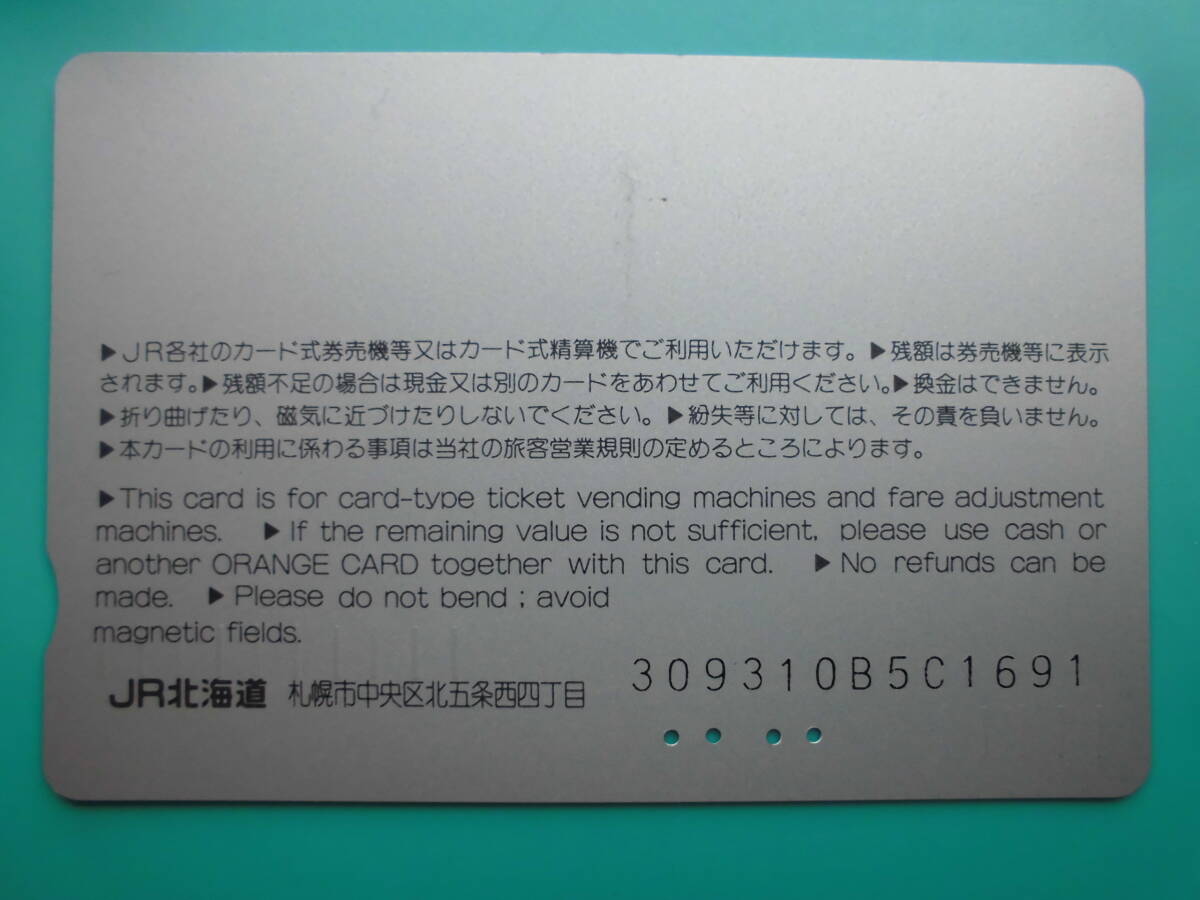 ▶JR各社のカード式券売機等又はカード式精算機でご利用いただけます。▶残額は券売機等に表示
されます。▶残額不足の場合は現金又は別のカードをあわせてご利用ください。▶換金はできません。
▶折り曲げたり、磁気に近づけたりしないでください。▶紛失等に対しては、その責を負いません。
▶本カードの利用に係わる事項は当社の旅客営業規則の定めるところによります。
▶This card is for card-type ticket vending machines and fare adjustment
machines. ▶If the remaining value is not sufficient, please use cash or
another ORANGE CARD together with this card. ▶No refunds can be
made. ▶Please do not bend ; avoid
magnetic fields.
309310B5C1691
JR北海道 札幌市中央区北五条西四丁目